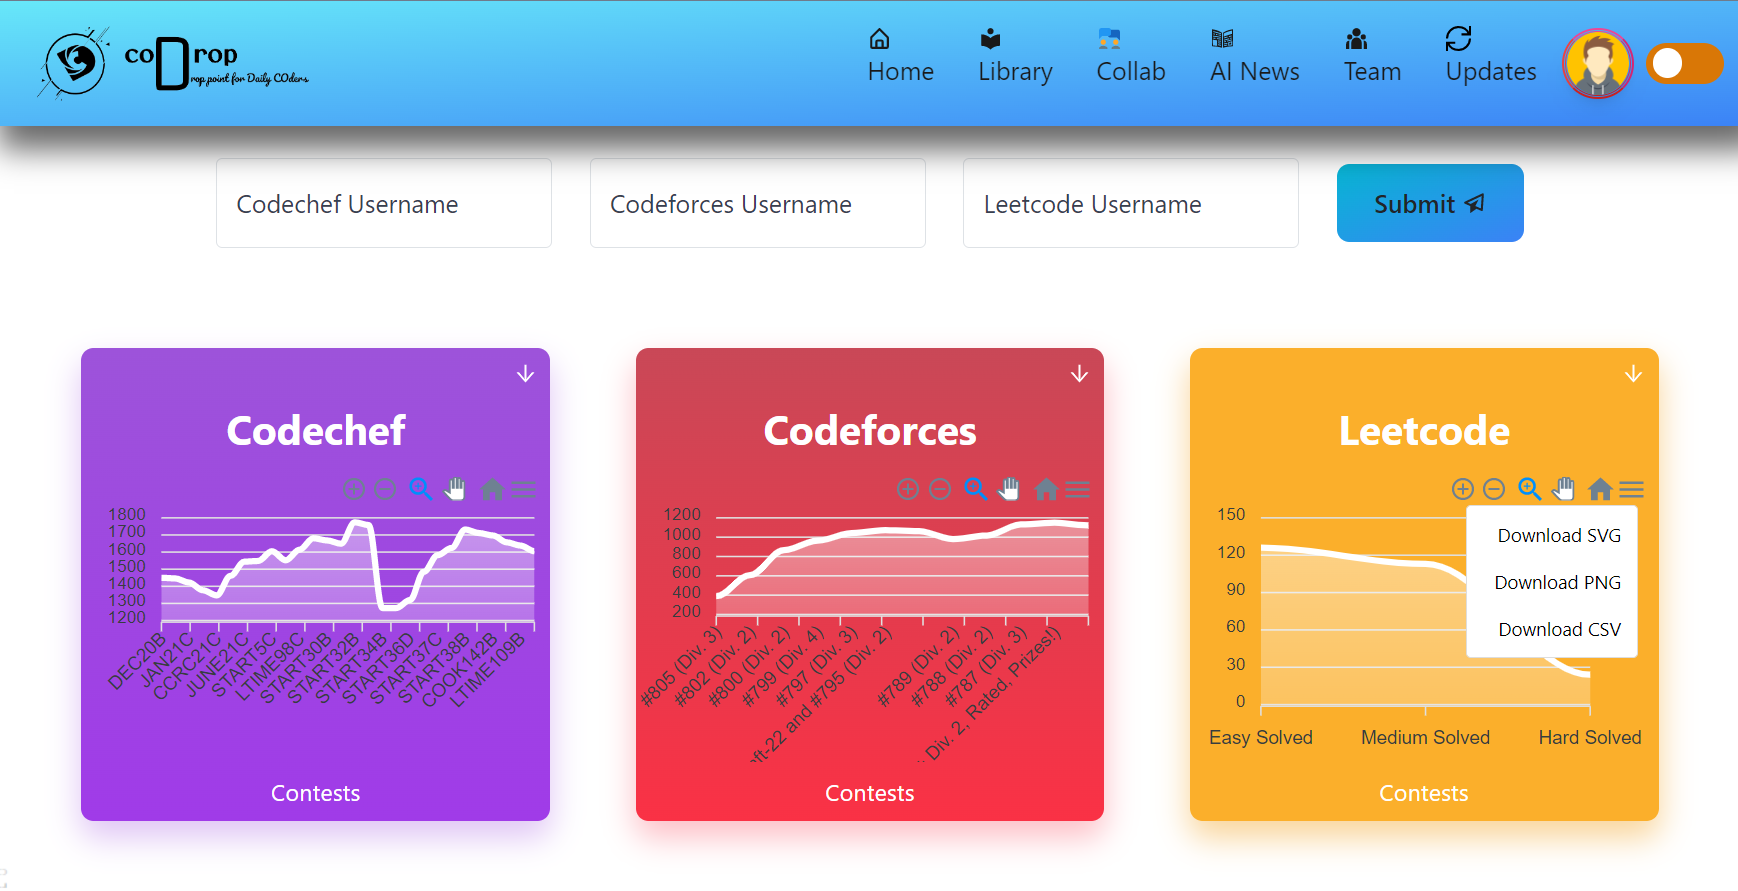 coDrop
rop point for Daily COders
Home
Library
Collab
AI News
Team
Updates
Codechef Username
Codeforces Username
Leetcode Username
Submit
Codechef
1800
1700
1600
1500
1400
1300
1200
DEC20B
JAN21C
CCRC21C
JUNE21C
START5C
LTIME98C
START30B
START32B
START34B
START36D
START37C
START38B
COOK142B
LTIME109B
Contests
Codeforces
1200
1000
800
600
400
200
#805 (Div. 3)
#802 (Div. 2)
#800 (Div. 2)
#799 (Div. 4)
#797 (Div. 3)
ft-22 and #795 (Div. 2)
#789 (Div. 2)
#788 (Div. 2)
#787 (Div. 3)
Div. 2, Rated, Prizes!)
Contests
Leetcode
Download SVG
Download PNG
Download CSV
150
120
90
60
30
0
Easy Solved
Medium Solved
Hard Solved
Contests